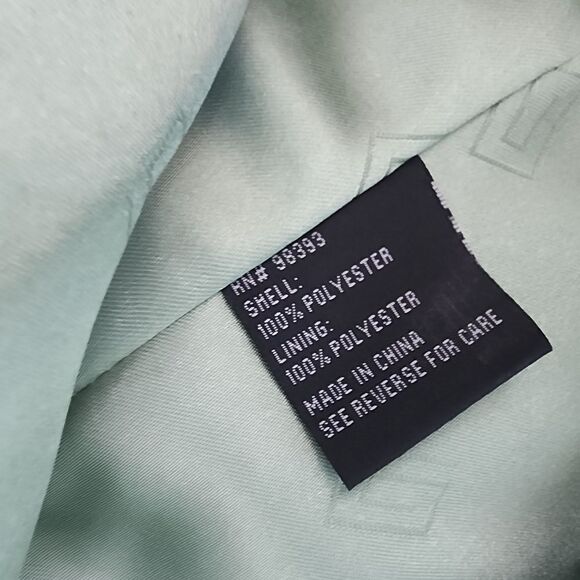 RN# 98393
SHELL:
100% POLYESTER
LINING:
100% POLYESTER
MADE IN CHINA
SEE REVERSE FOR CARE